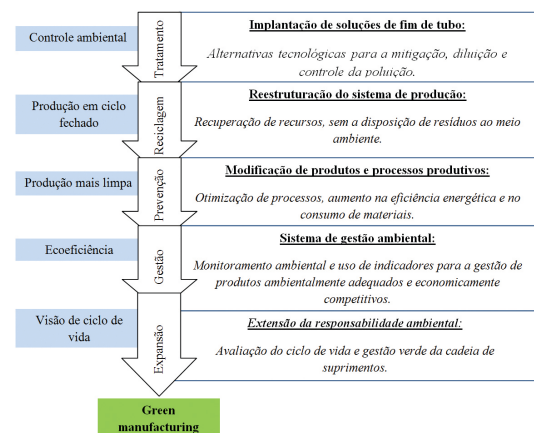 Controle ambiental
Tratamento
Implantação de soluções de fim de tubo:
Alternativas tecnológicas para a mitigação, diluição e
controle da poluição.
Produção em ciclo
fechado
Reciclagem
Reestruturação do sistema de produção:
Recuperação de recursos, sem a disposição de resíduos ao meio
ambiente.
Produção mais limpa
Prevenção
Modificação de produtos e processos produtivos:
Otimização de processos, aumento na eficiência energética e no
consumo de materiais.
Ecoeficiência
Gestão
Sistema de gestão ambiental:
Monitoramento ambiental e uso de indicadores para a gestão de
produtos ambientalmente adequados e economicamente
competitivos.
Visão de ciclo de
vida
Expansão
Extensão da responsabilidade ambiental:
Avaliação do ciclo de vida e gestão verde da cadeia de
suprimentos.
Green
manufacturing